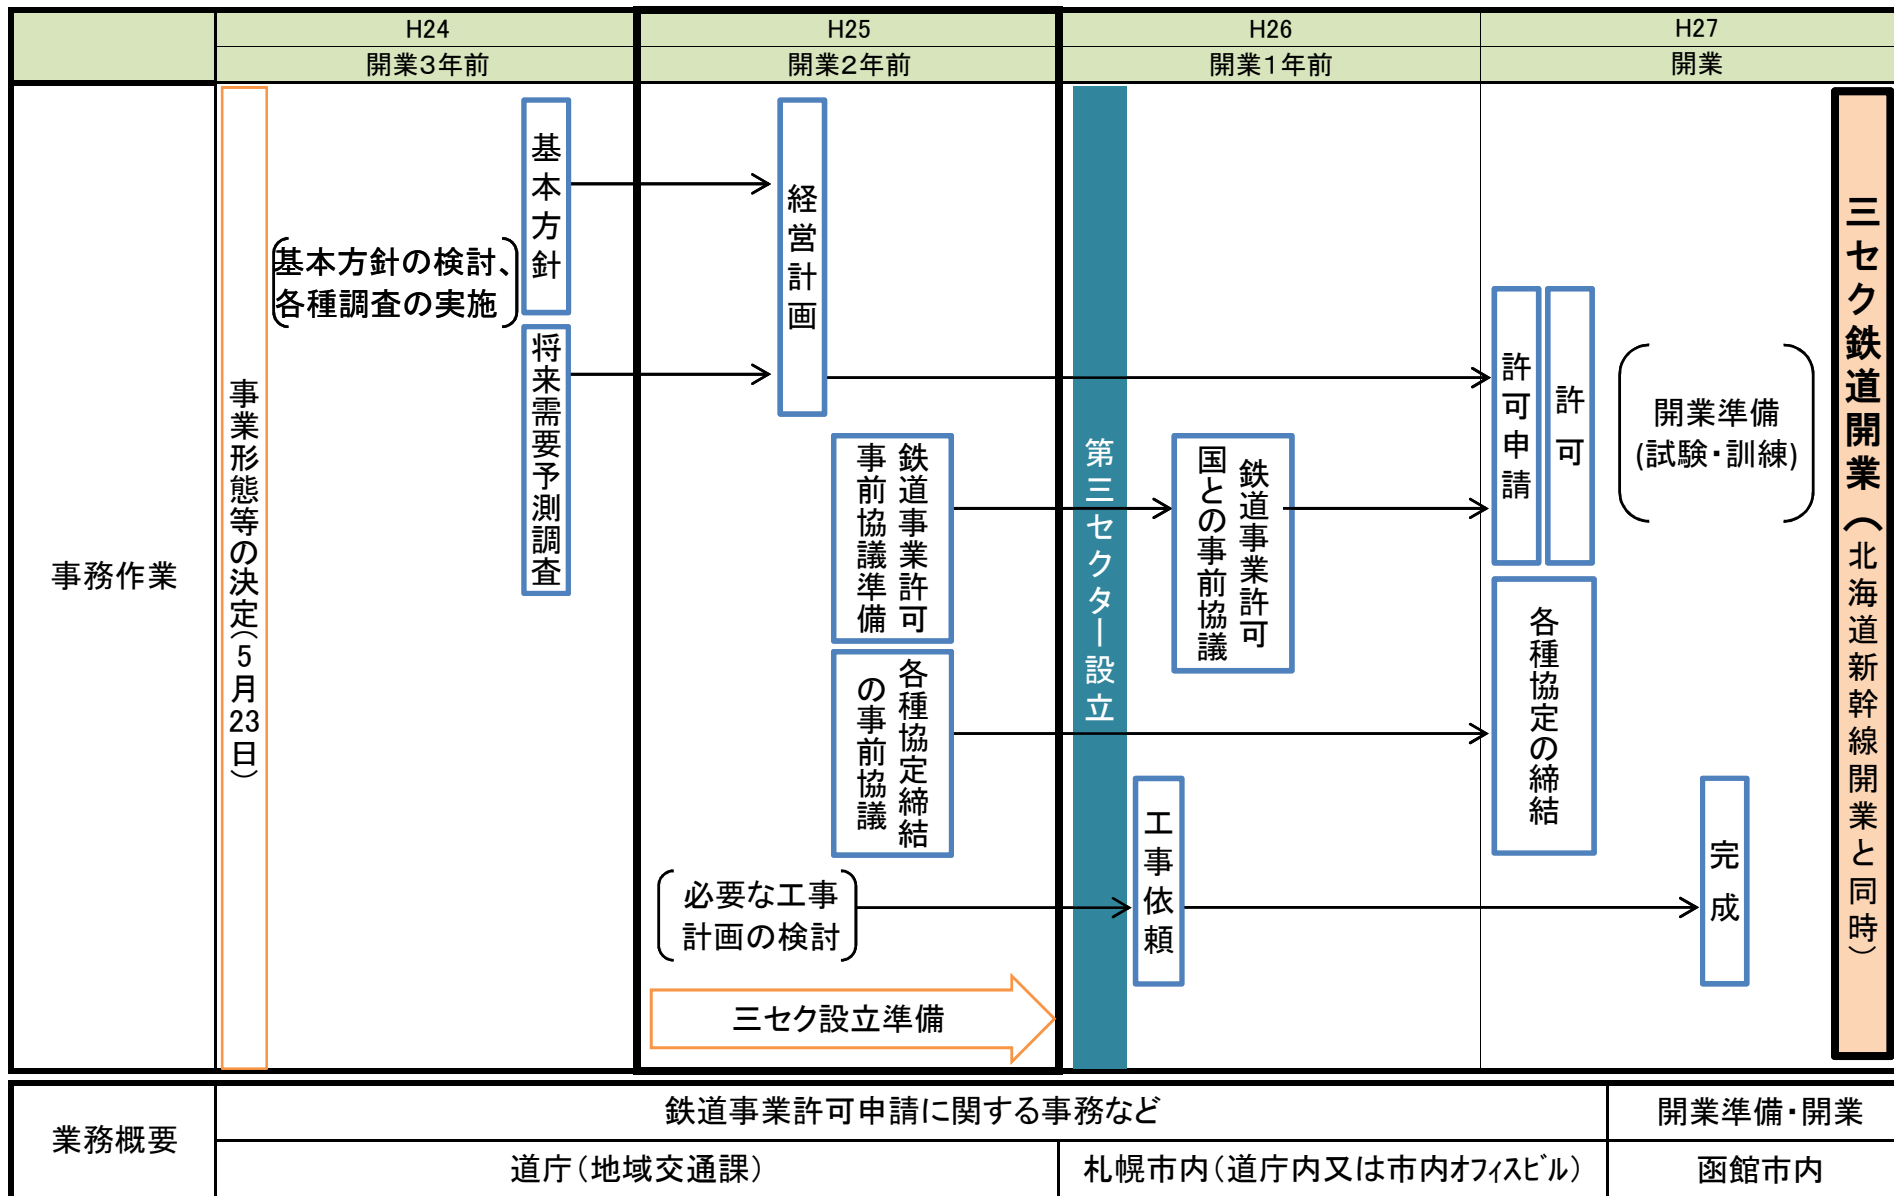 H24
H25
H26
H27
開業３年前
開業２年前
開業１年前
開業
事務作業
事業形態等の決定（５月23日）
基本方針の検討、
各種調査の実施
基本方針
将来需要予測調査
経営計画
鉄道事業許可
事前協議準備
各種協定締結
の事前協議
必要な工事
計画の検討
三セク設立準備
第三セクター設立
鉄道事業許可
国との事前協議
工事依頼
許可申請
許可
各種協定の締結
開業準備
(試験・訓練)
完成
三セク鉄道開業（北海道新幹線開業と同時）
業務概要
鉄道事業許可申請に関する事務など
開業準備・開業
道庁（地域交通課）
札幌市内（道庁内又は市内ｵﾌｨｽﾋﾞﾙ）
函館市内